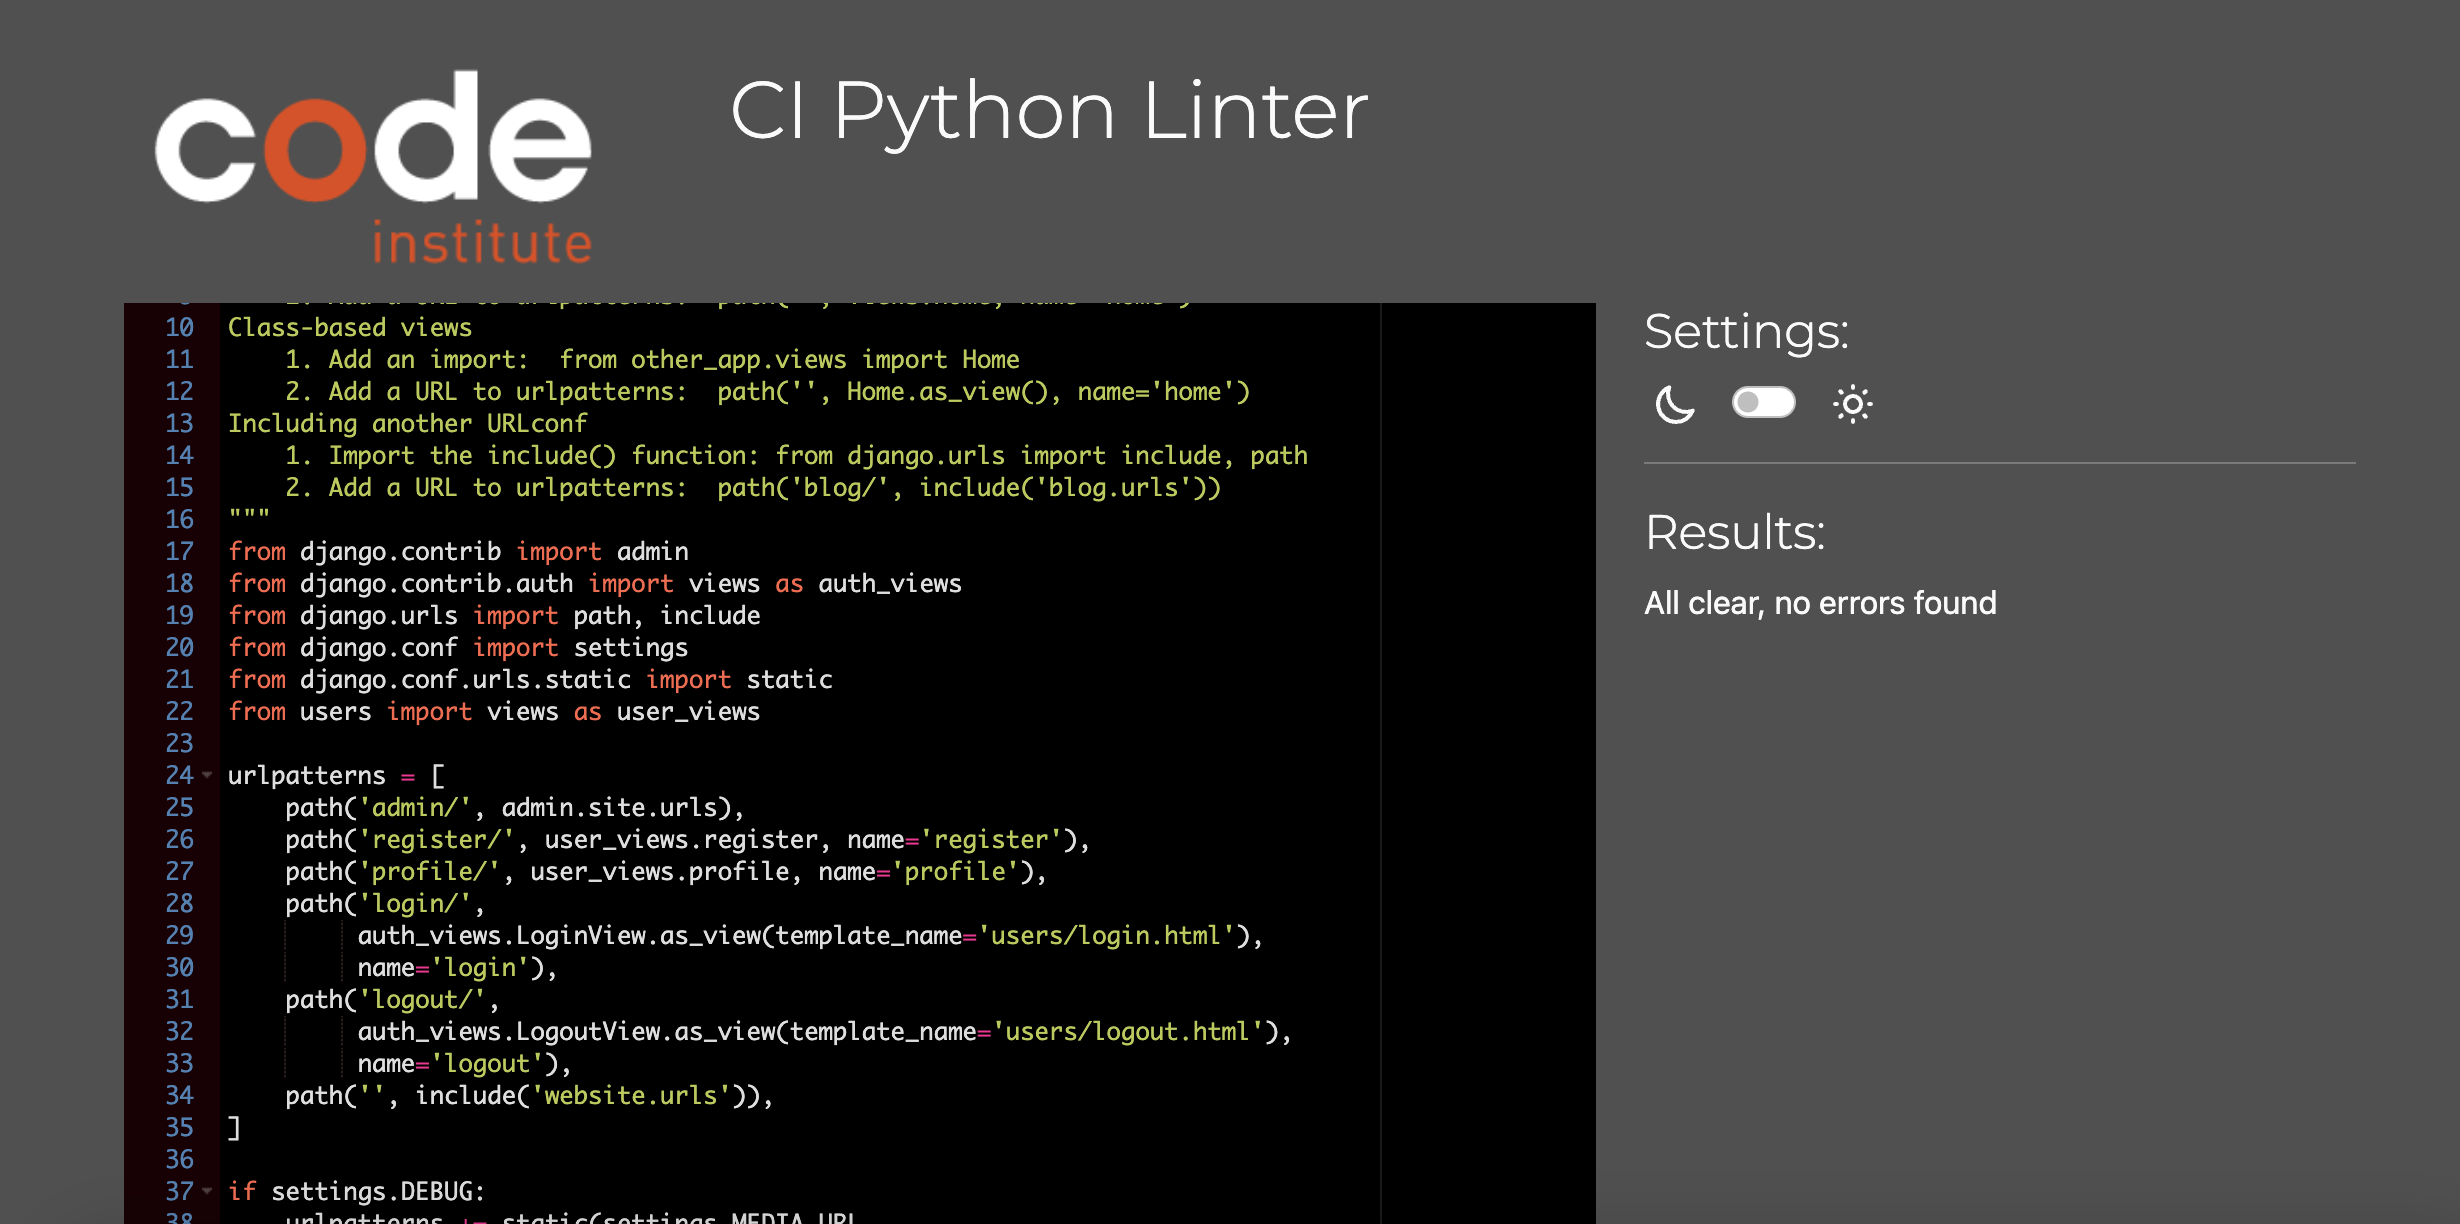 code
institute
CI Python Linter
10 Class-based views
11     1. Add an import:  from other_app.views import Home
12     2. Add a URL to urlpatterns:  path('', Home.as_view(), name='home')
13 Including another URLconf
14     1. Import the include() function: from django.urls import include, path
15     2. Add a URL to urlpatterns:  path('blog/', include('blog.urls'))
16 """
17 from django.contrib import admin
18 from django.contrib.auth import views as auth_views
19 from django.urls import path, include
20 from django.conf import settings
21 from django.conf.urls.static import static
22 from users import views as user_views
23
24 urlpatterns = [
25     path('admin/', admin.site.urls),
26     path('register/', user_views.register, name='register'),
27     path('profile/', user_views.profile, name='profile'),
28     path('login/',
29          auth_views.LoginView.as_view(template_name='users/login.html'),
30          name='login'),
31     path('logout/',
32          auth_views.LogoutView.as_view(template_name='users/logout.html'),
33          name='logout'),
34     path('', include('website.urls')),
35 ]
36
37 if settings.DEBUG:
38     urlpatterns += static(settings.MEDIA_URL
Settings:
Results:
All clear, no errors found